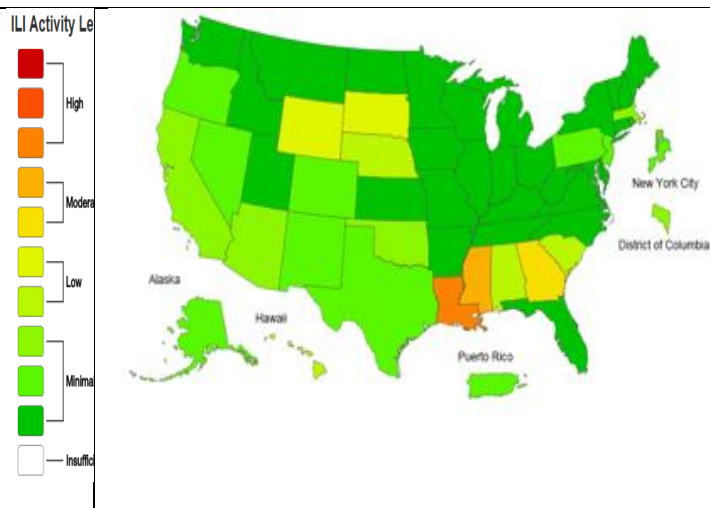 ILI Activity Le
High
Modera
Low
Minima
Insuffic
New York City
District of Columbia
Alaska
Hawaii
Puerto Rico